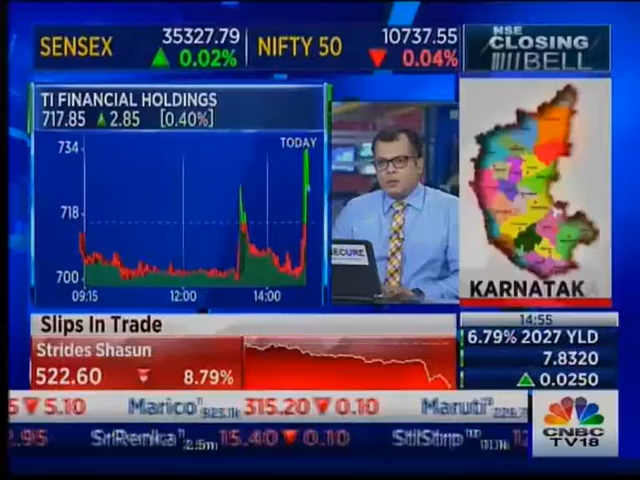 SENSEX 35327.79 0.02%
NIFTY 50 10737.55 0.04%
NSE
CLOSING
BELL
TI FINANCIAL HOLDINGS
717.85 2.85 [0.40%]
TODAY
734
718
700
09:15 12:00 14:00
SECURE
KARNATAKA
Slips In Trade
Strides Shasun
522.60 8.79%
14:55
6.79% 2027 YLD
7.8320
0.0250
5.10 Marico 315.20 0.10 Maruti
15.40 0.10
CNBC
TV18